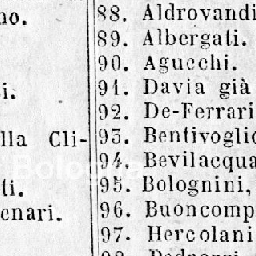 no.
i.
lla Cli-
ti.
enari.
88. Aldrovandi
89. Albergati.
90. Agucchi.
91. Davia già
92. De-Ferrari
93. Bentivoglio
94. Bevilacqua
95. Bolognini,
96. Buoncomp
97. Hercolani
Bologna